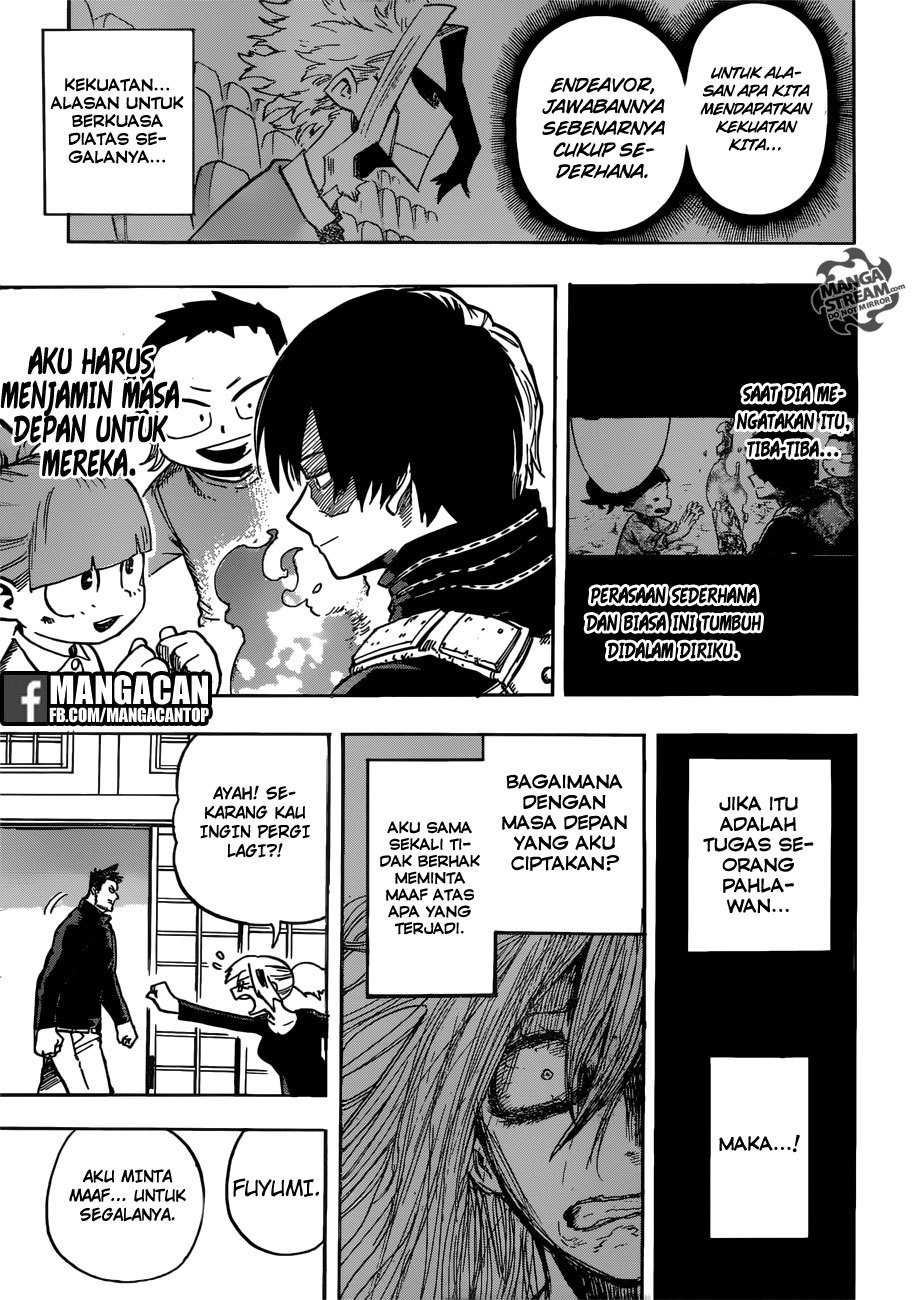 UNTUK ALA-
SAN APA KITA
MENDAPATKAN
KEKUATAN
KITA...
ENDEAVOR,
JAWABANNYA
SEBENARNYA
CUKUP SE-
DERHANA.
KEKUATAN...
ALASAN UNTUK
BERKUASA
DIATAS SE-
GALANYA...
MANGA
STREAM.com
DO NOT MIRROR
SAAT DIA ME-
NGATAKAN ITU,
TIBA-TIBA...
PERASAAN SEDERHANA
DAN BIASA INI TUMBUH
DIDALAM DIRIKU.
AKU HARUS
MENJAMIN MASA
DEPAN UNTUK
MEREKA.
f MANGACAN
FB.COM/MANGACANTOP
JIKA ITU
ADALAH
TUGAS SE-
ORANG
PAHLA-
WAN...
MAKA...!
BAGAIMANA
DENGAN
MASA DEPAN
YANG AKU
CIPTAKAN?
AKU SAMA
SEKALI TI-
DAK BERHAK
MEMINTA
MAAF ATAS
APA YANG
TERJADI.
AYAH! SE-
KARANG KAU
INGIN PERGI
LAGI?!
FUYUMI.
AKU MINTA
MAAF... UNTUK
SEGALANYA.